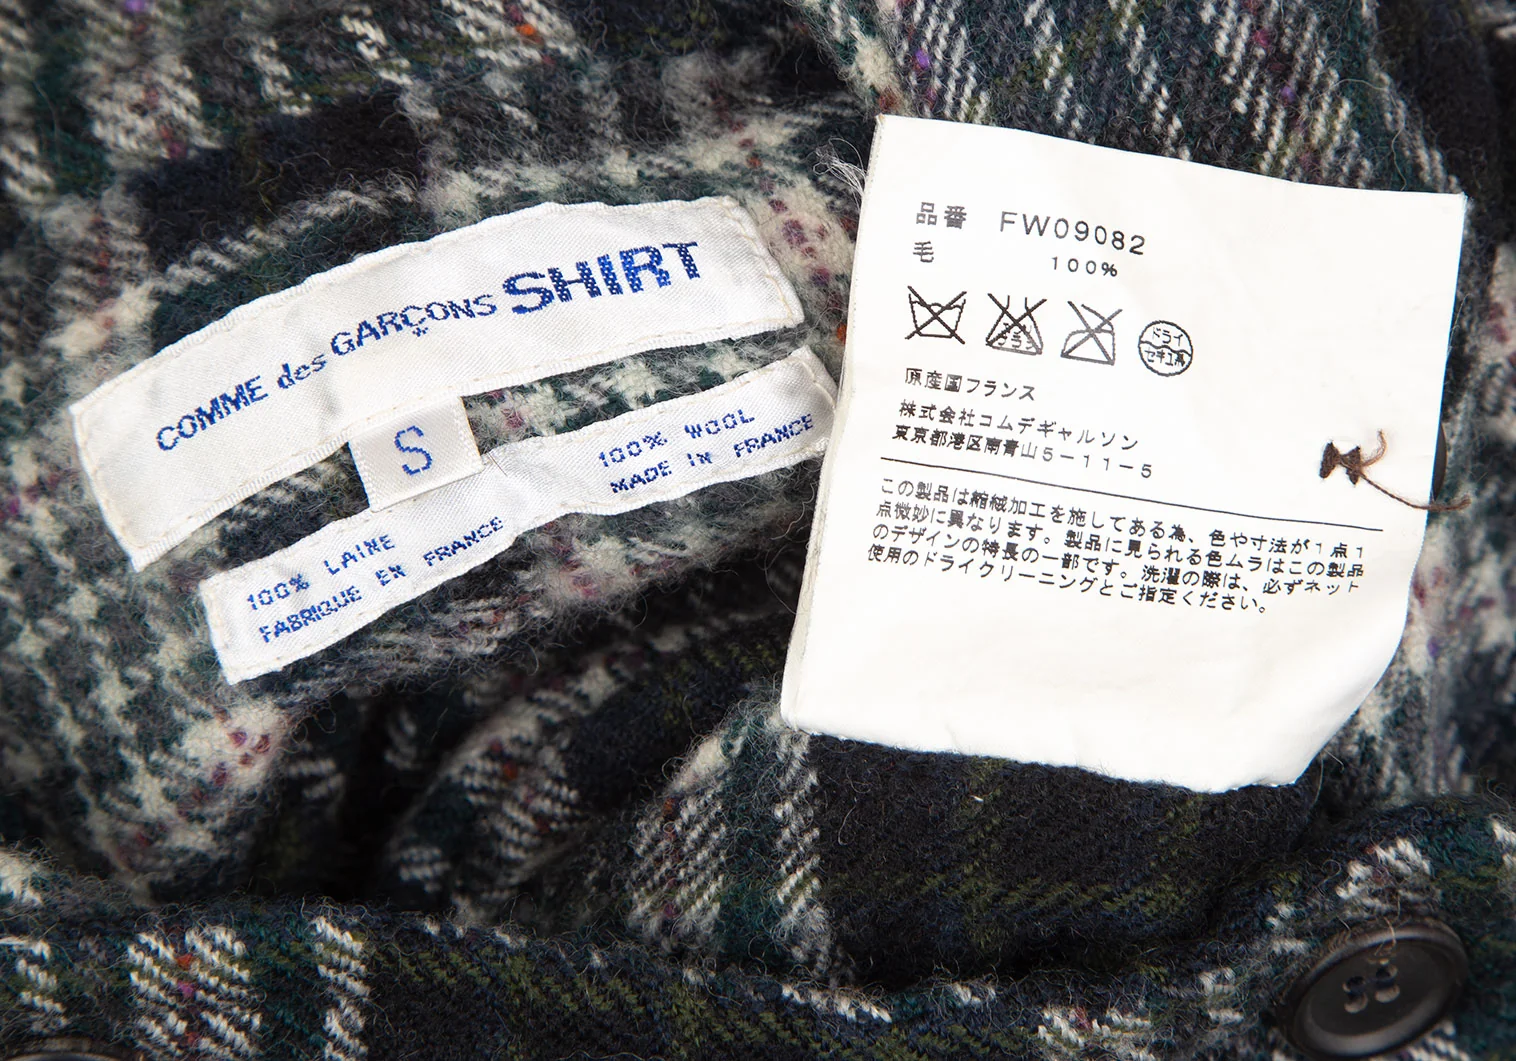 COMME des GARÇONS SHIRT
S
100% LAINE
FABRIQUE EN FRANCE
100% WOOL
MADE IN FRANCE
品番 FW09082
毛 100%
ドライ
セキユ系
原産国フランス
株式会社コムデギャルソン
東京都港区南青山5-11-5
この製品は縮絨加工を施してある為、色や寸法が1点1
点微妙に異なります。製品に見られる色ムラはこの製品
のデザインの特長の一部です。洗濯の際は、必ずネット
使用のドライクリーニングとご指定ください。